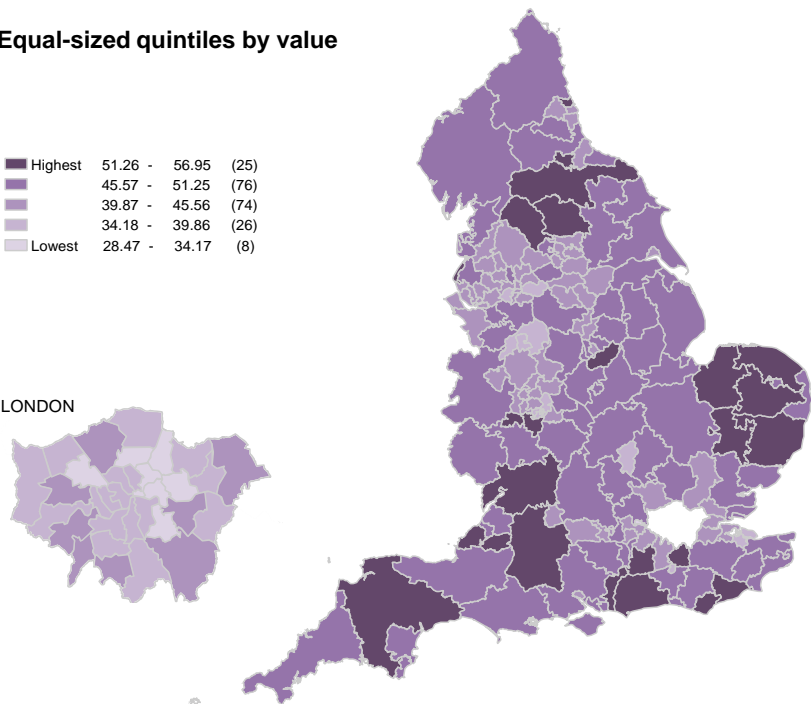 Equal-sized quintiles by value
Highest 51.26 - 56.95 (25)
45.57 - 51.25 (76)
39.87 - 45.56 (74)
34.18 - 39.86 (26)
Lowest 28.47 - 34.17 (8)
LONDON